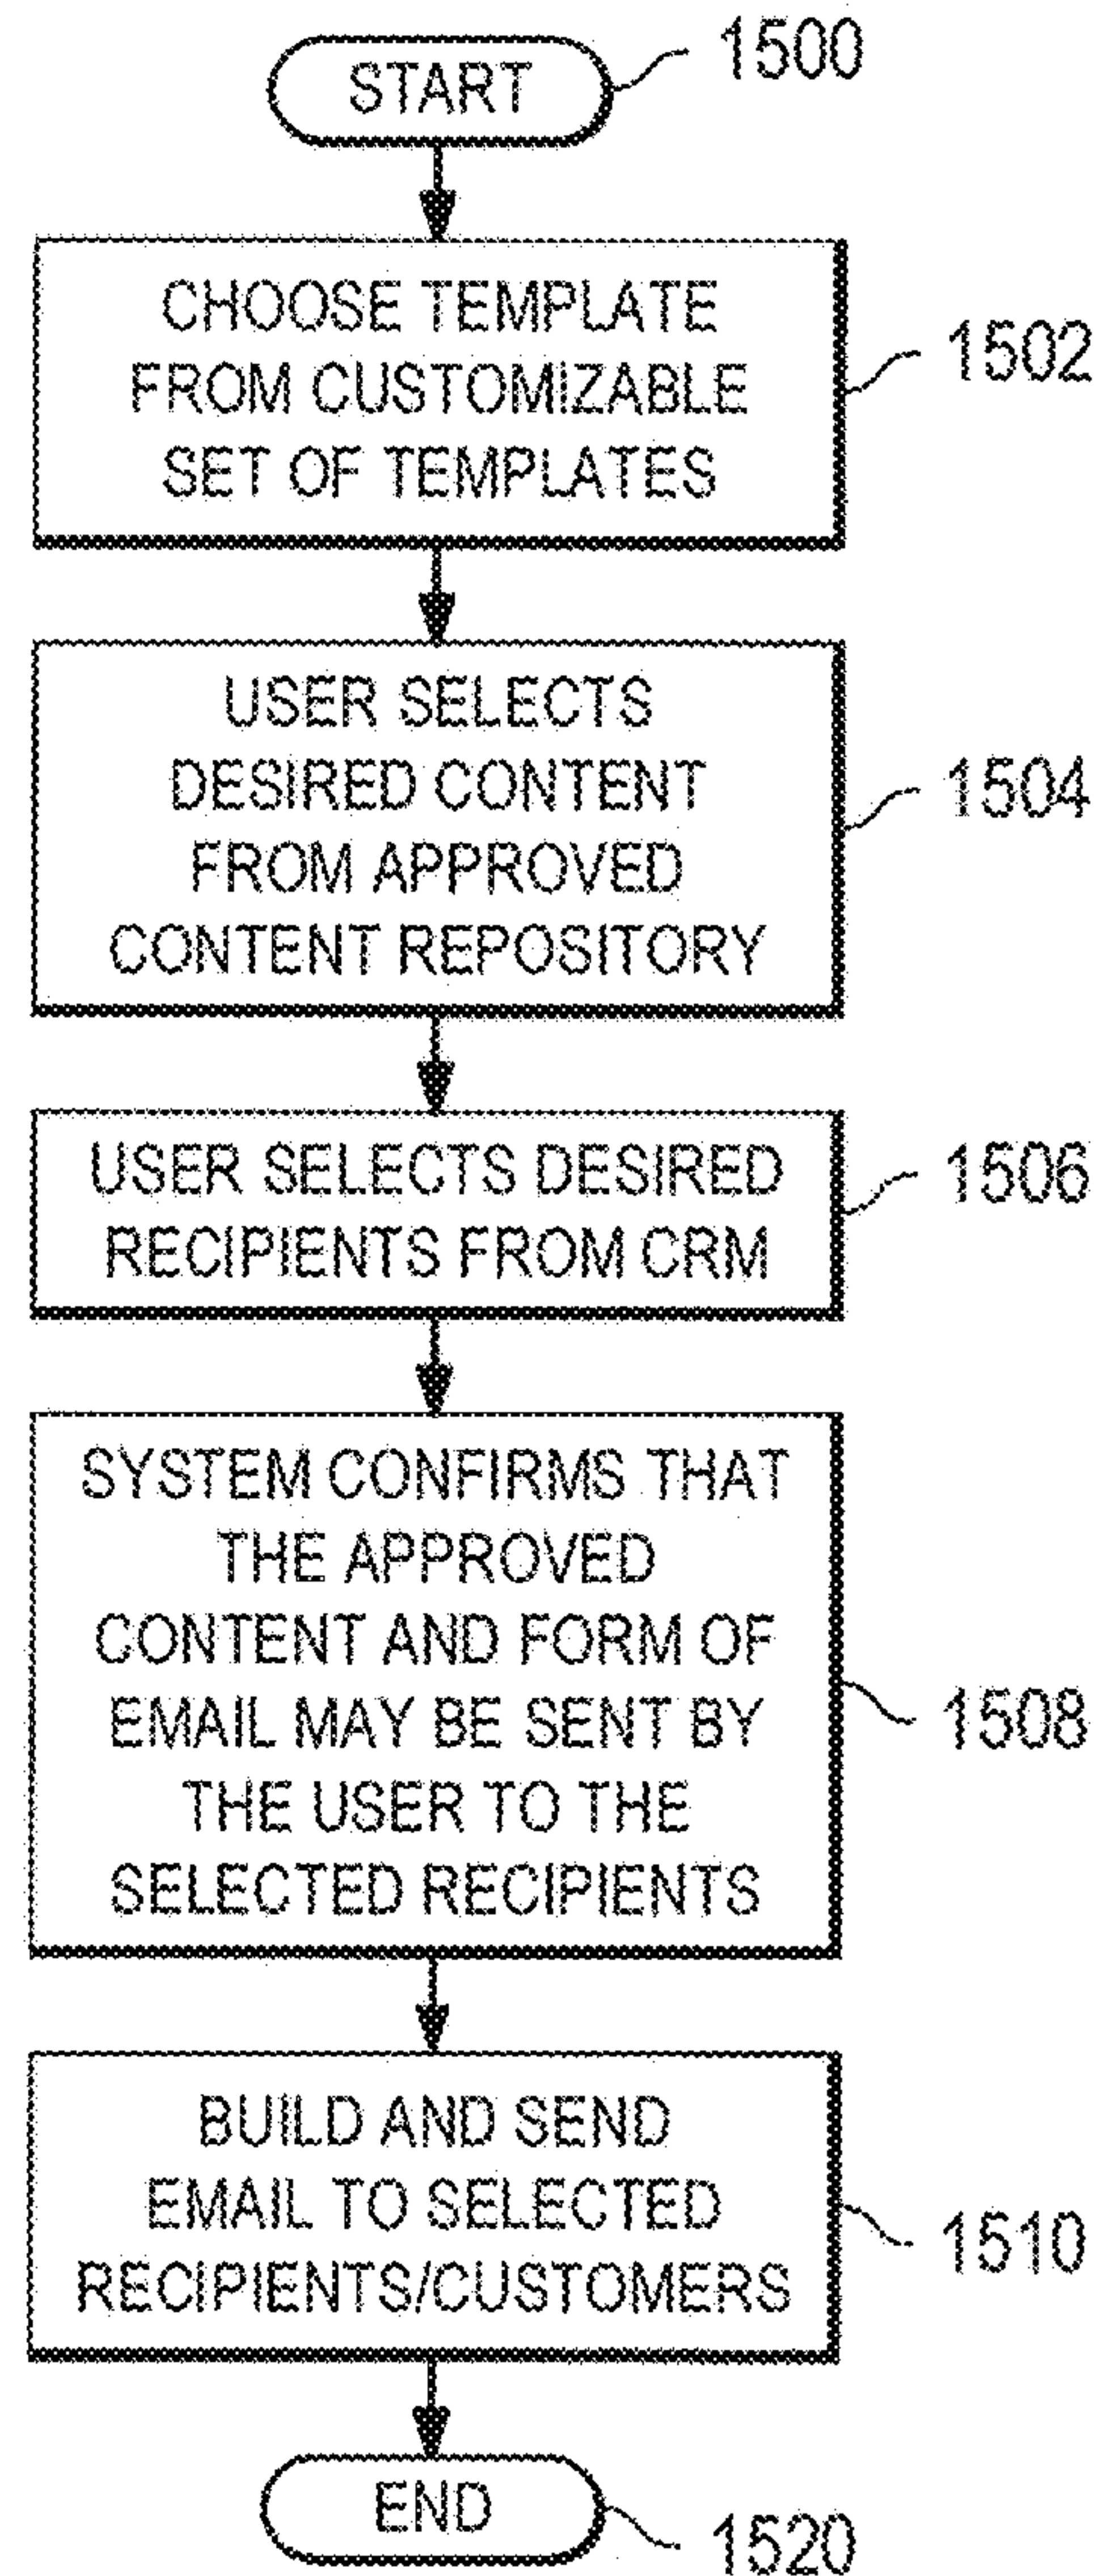 START
1500
CHOOSE TEMPLATE
FROM CUSTOMIZABLE
SET OF TEMPLATES
1502
USER SELECTS
DESIRED CONTENT
FROM APPROVED
CONTENT REPOSITORY
1504
USER SELECTS DESIRED
RECIPIENTS FROM CRM
1506
SYSTEM CONFIRMS THAT
THE APPROVED
CONTENT AND FORM OF
EMAIL MAY BE SENT BY
THE USER TO THE
SELECTED RECIPIENTS
1508
BUILD AND SEND
EMAIL TO SELECTED
RECIPIENTS/CUSTOMERS
1510
END
1520